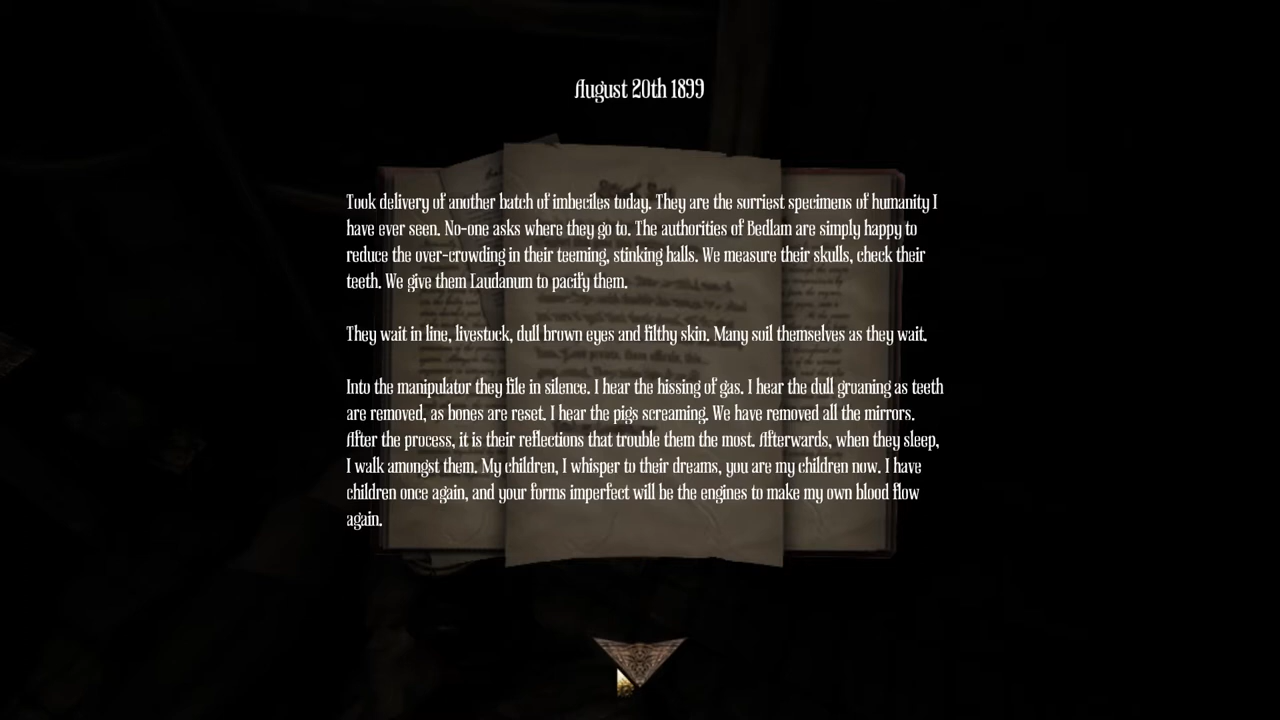 August 20th 1899
Took delivery of another batch of imbeciles today. They are the sorriest specimens of humanity I
have ever seen. No-one asks where they go to. The authorities of Bedlam are simply happy to
reduce the over-crowding in their teeming, stinking halls. We measure their skulls, check their
teeth. We give them Laudanum to pacify them.
They wait in line, livestock, dull brown eyes and filthy skin. Many soil themselves as they wait.
Into the manipulator they file in silence. I hear the hissing of gas. I hear the dull groaning as teeth
are removed, as bones are reset. I hear the pigs screaming. We have removed all the mirrors.
After the process, it is their reflections that trouble them the most. Afterwards, when they sleep,
I walk amongst them. My children, I whisper to their dreams, you are my children now. I have
children once again, and your forms imperfect will be the engines to make my own blood flow
again.